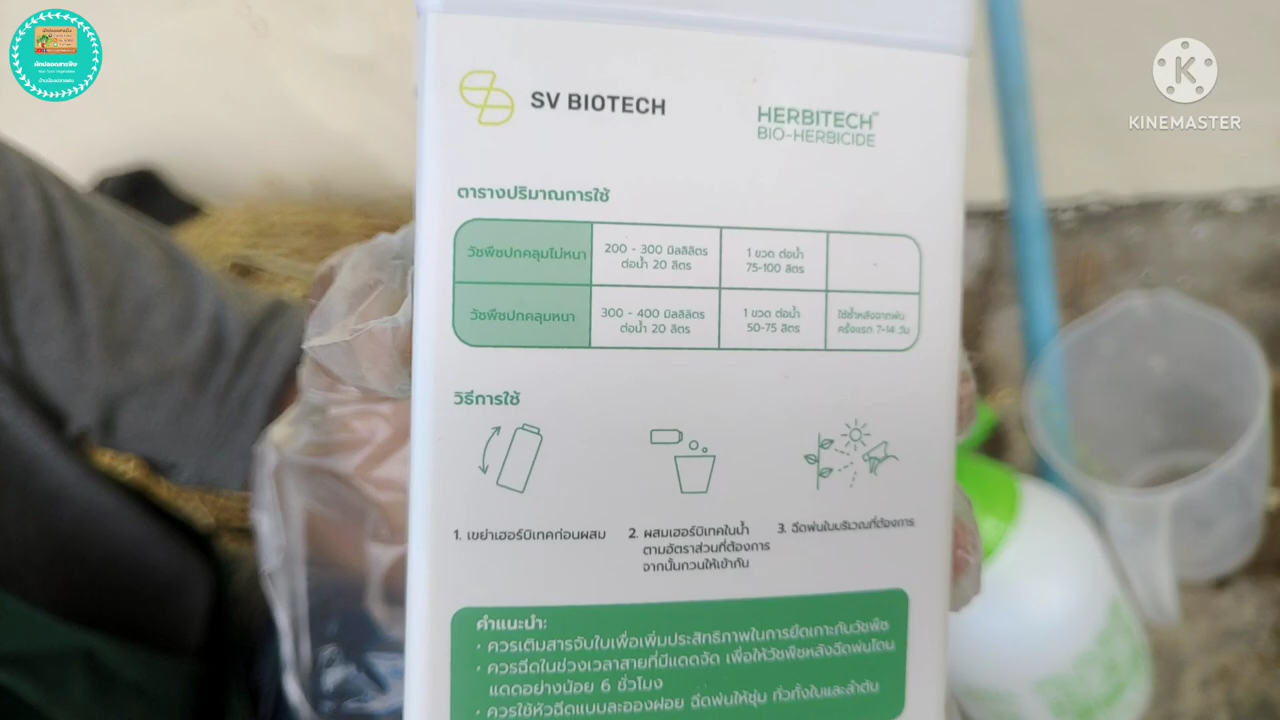 ผักปลอดสารพิษ
SV BIOTECH
HERBITECH™
BIO-HERBICIDE
KINEMASTER
ตารางปริมาณการใช้
วัชพืชปกคลุมไม่หนา
200 - 300 มิลลิลิตร
ต่อน้ำ 20 ลิตร
1 ขวด ต่อน้ำ
75-100 ลิตร
วัชพืชปกคลุมหนา
300 - 400 มิลลิลิตร
ต่อน้ำ 20 ลิตร
1 ขวด ต่อน้ำ
50-75 ลิตร
ใช้ซ้ำหลังจากพ่น
ครั้งแรก 7-14 วัน
วิธีการใช้
1. เขย่าเฮอร์บิเทคก่อนผสม
2. ผสมเฮอร์บิเทคในน้ำ
ตามอัตราส่วนที่ต้องการ
จากนั้นกวนให้เข้ากัน
3. ฉีดพ่นในบริเวณที่ต้องการ
คำแนะนำ:
• ควรเติมสารจับใบเพื่อเพิ่มประสิทธิภาพในการยึดเกาะกับวัชพืช
• ควรฉีดในช่วงเวลาสายที่มีแดดจัด เพื่อให้วัชพืชหลังฉีดพ่นโดน
แดดอย่างน้อย 6 ชั่วโมง
• ควรใช้หัวฉีดแบบละอองฝอย ฉีดพ่นให้ชุ่ม ทั่วทั้งใบและลำต้น